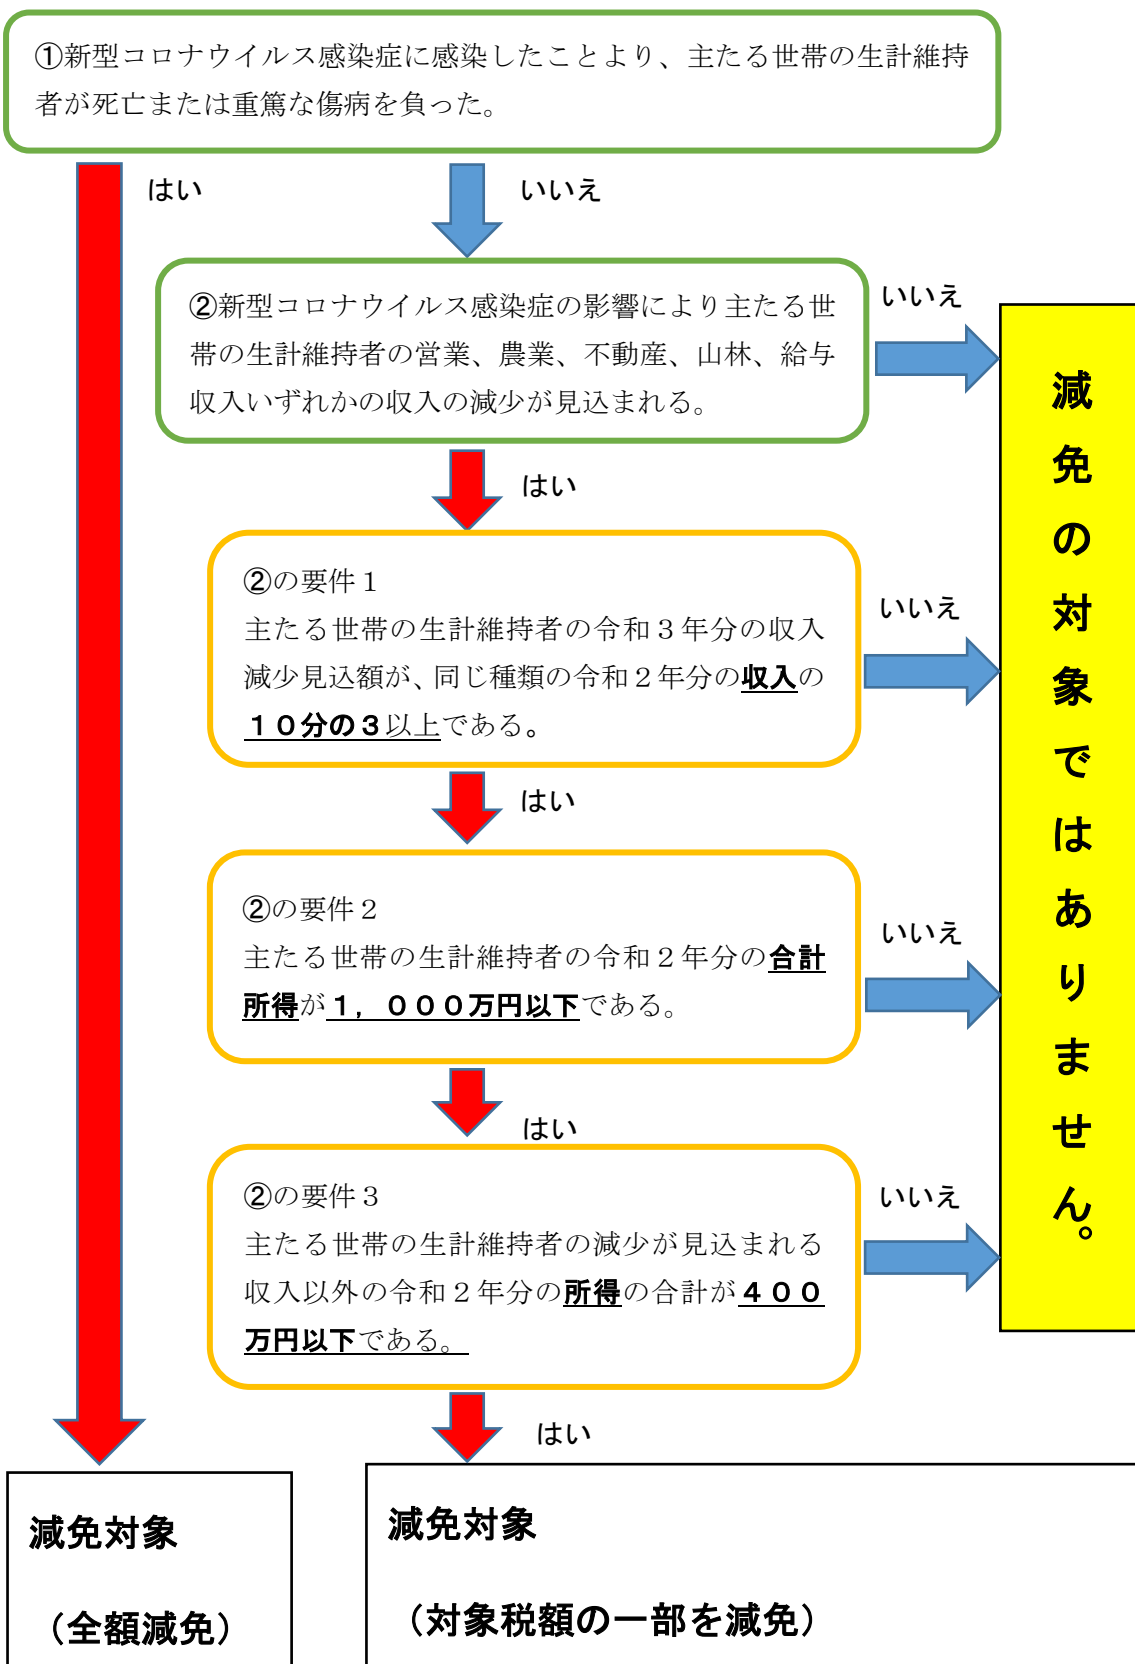 ①新型コロナウイルス感染症に感染したことより、主たる世帯の生計維持
者が死亡または重篤な傷病を負った。
はい
いいえ
②新型コロナウイルス感染症の影響により主たる世
帯の生計維持者の営業、農業、不動産、山林、給与
収入いずれかの収入の減少が見込まれる。
いいえ
はい
②の要件１
主たる世帯の生計維持者の令和３年分の収入
減少見込額が、同じ種類の令和２年分の収入の
１０分の３以上である。
いいえ
はい
②の要件２
主たる世帯の生計維持者の令和２年分の合計
所得が１，０００万円以下である。
いいえ
はい
②の要件３
主たる世帯の生計維持者の減少が見込まれる
収入以外の令和２年分の所得の合計が４００
万円以下である。
いいえ
はい
減免の対象ではありません。
減免対象
（全額減免）
減免対象
（対象税額の一部を減免）